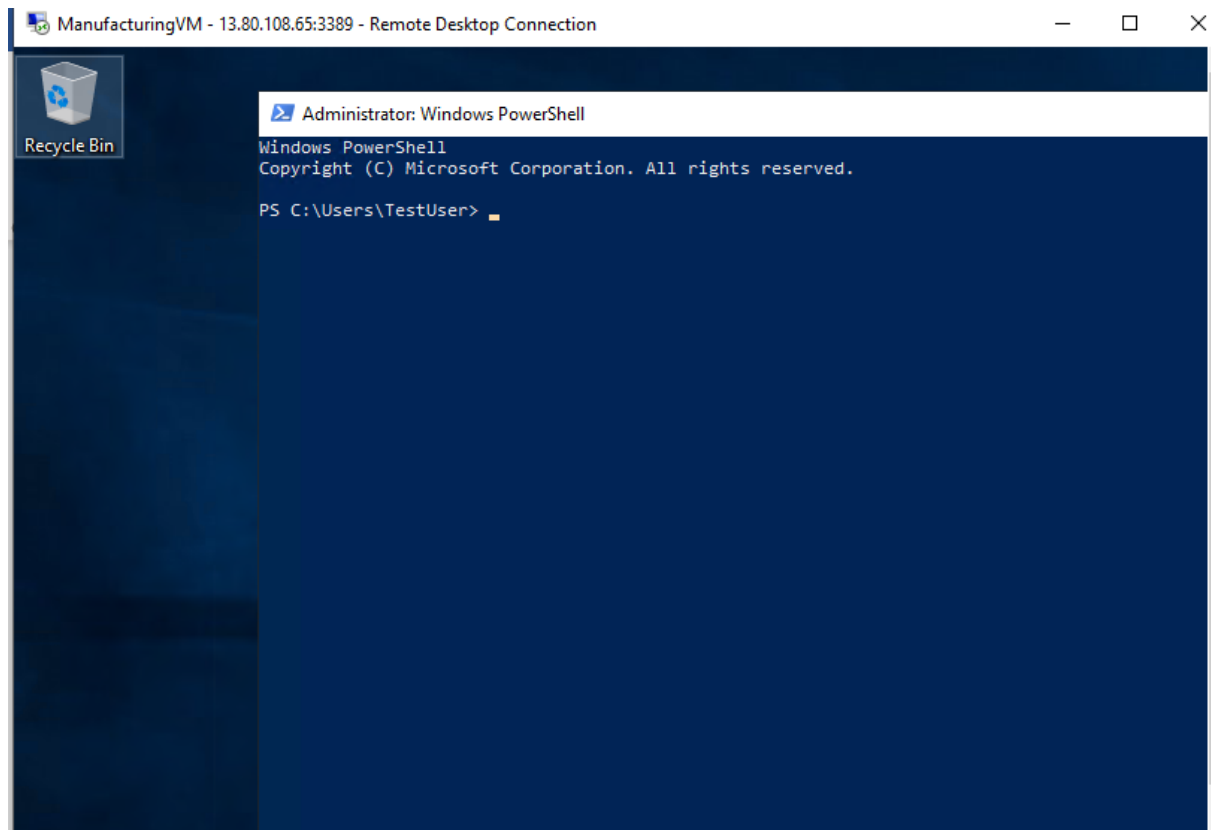 ManufacturingVM - 13.80.108.65:3389 - Remote Desktop Connection
Recycle Bin
Administrator: Windows PowerShell
Windows PowerShell
Copyright (C) Microsoft Corporation. All rights reserved.
PS C:\Users\TestUser>